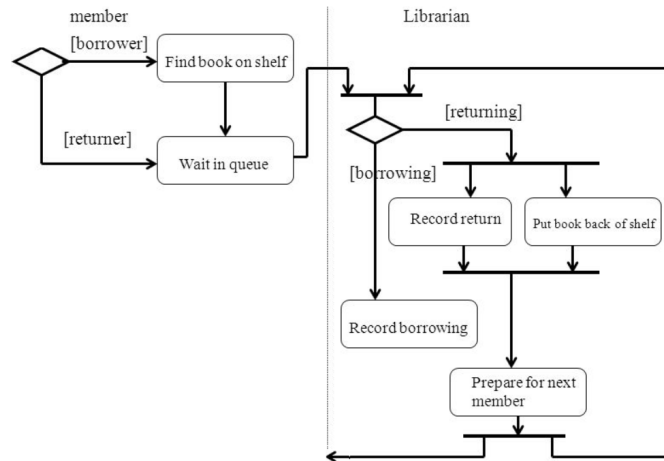 member
Librarian
[borrower]
Find book on shelf
[returner]
Wait in queue
[returning]
[borrowing]
Record return
Put book back of shelf
Record borrowing
Prepare for next
member